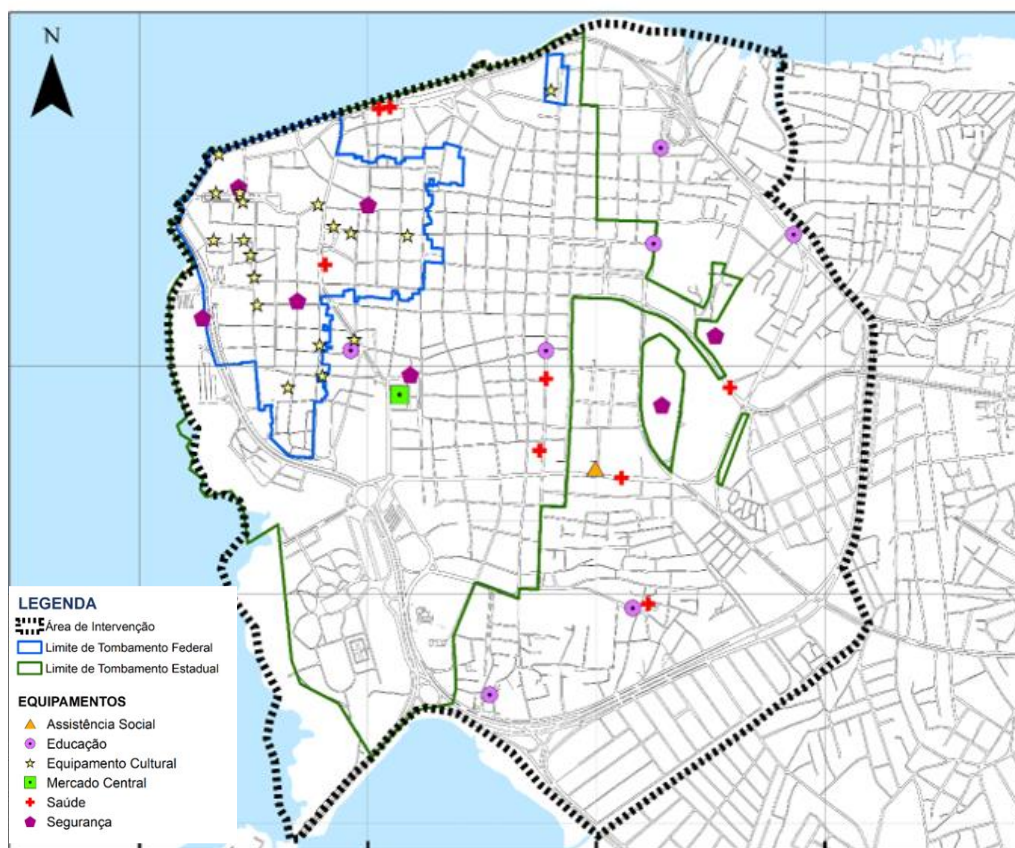 N
LEGENDA
Área de Intervenção
Limite de Tombamento Federal
Limite de Tombamento Estadual
EQUIPAMENTOS
Assistência Social
Educação
Equipamento Cultural
Mercado Central
Saúde
Segurança